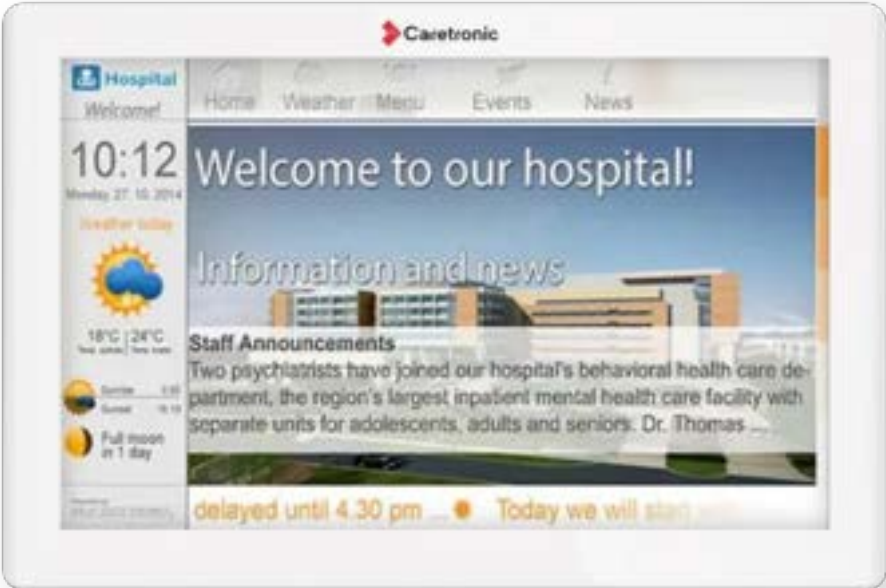 Caretronic
Hospital
Welcome!
Home Weather Menu Events News
10:12
Monday, 27. 10. 2014
Weather today
18°C | 24°C
Sunrise
Sunset
Full moon
in 1 day
Welcome to our hospital!
Information and news
Staff Announcements
Two psychiatrists have joined our hospital's behavioral health care de-
partment, the region's largest inpatient mental health care facility with
separate units for adolescents, adults and seniors. Dr. Thomas ...
delayed until 4.30 pm ... Today we will start